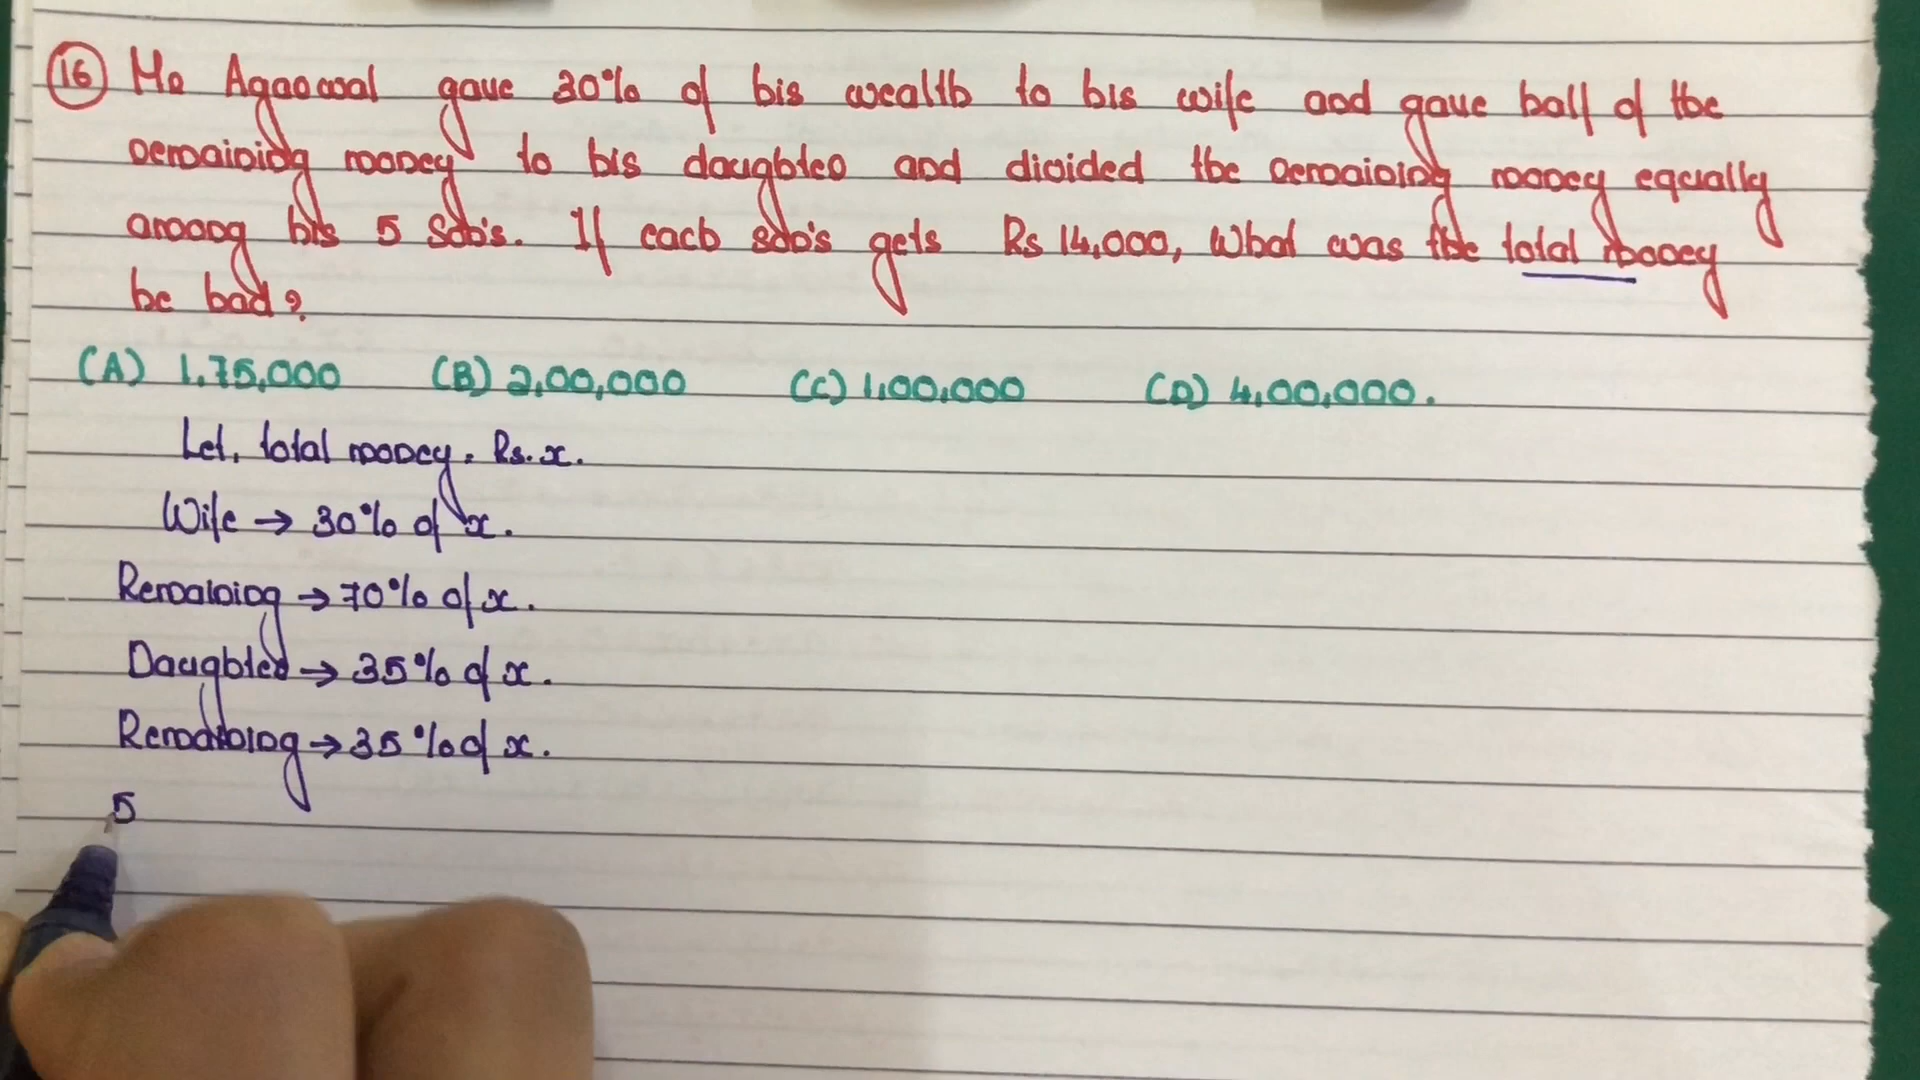 16 Mr Agarwal gave 30% of his wealth to his wife and gave half of the
remaining money to his daughter and divided the remaining money equally
among his 5 son's. If each son's gets Rs 14,000, What was the total money
he had?
(A) 1,75,000 (B) 2,00,000 (C) 1,00,000 (D) 4,00,000.
Let, total money = Rs. x.
Wife → 30% of x.
Remaining → 70% of x.
Daughter → 35% of x.
Remaining → 35% of x.
5